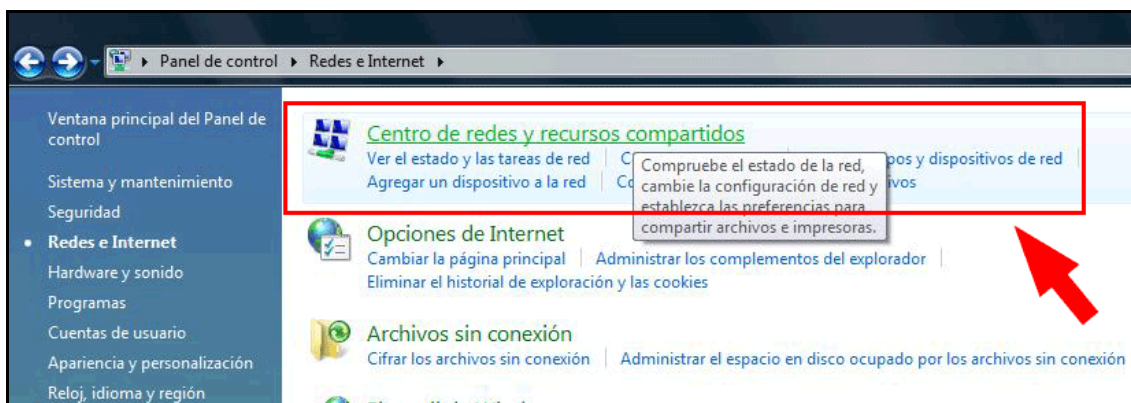 Panel de control Redes e Internet
Ventana principal del Panel de
control
Sistema y mantenimiento
Seguridad
Redes e Internet
Hardware y sonido
Programas
Cuentas de usuario
Apariencia y personalización
Reloj, idioma y región
Centro de redes y recursos compartidos
Ver el estado y las tareas de red
y dispositivos de red
Agregar un dispositivo a la red
Compruebe el estado de la red,
cambie la configuración de red y
establezca las preferencias para
compartir archivos e impresoras.
Opciones de Internet
Cambiar la página principal Administrar los complementos del explorador
Eliminar el historial de exploración y las cookies
Archivos sin conexión
Cifrar los archivos sin conexión Administrar el espacio en disco ocupado por los archivos sin conexión